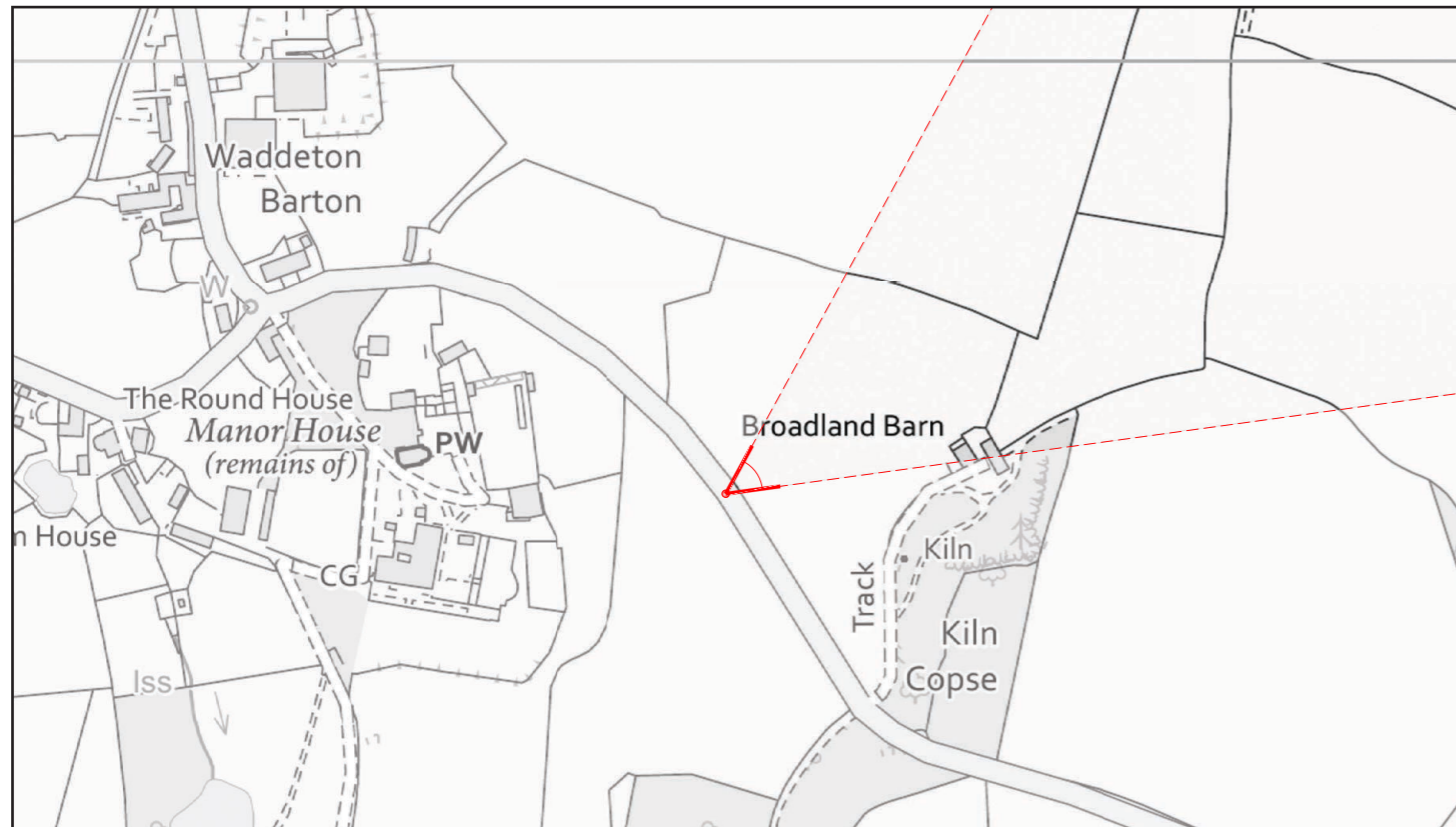 Waddeton
Barton
W
The Round House
Manor House
(remains of)
PW
Broadland Barn
House
CG
Kiln
Track
Kiln
Copse
Iss